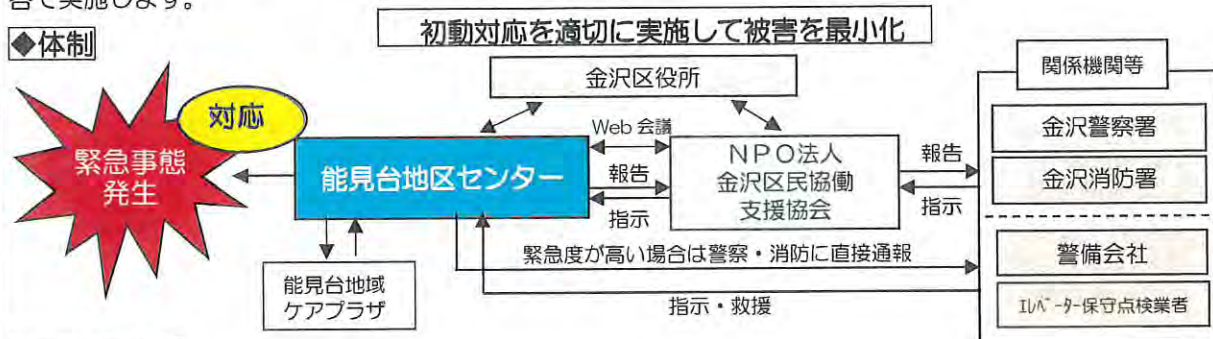 容で実施します。
◆体制
初動対応を適切に実施して被害を最小化
金沢区役所
関係機関等
対応
緊急事態
発生
能見台地区センター
Web 会議
報告
指示
NPO法人
金沢区民協働
支援協会
報告
指示
金沢警察署
金沢消防署
警備会社
エレベーター保守点検業者
能見台地域
ケアプラザ
緊急度が高い場合は警察・消防に直接通報
指示・救援